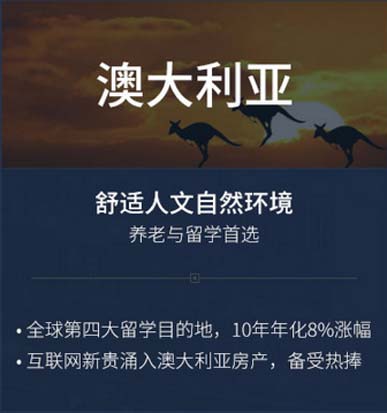 澳大利亚
舒适人文自然环境
养老与留学首选
• 全球第四大留学目的地，10年年化8%涨幅
• 互联网新贵涌入澳大利亚房产，备受热捧